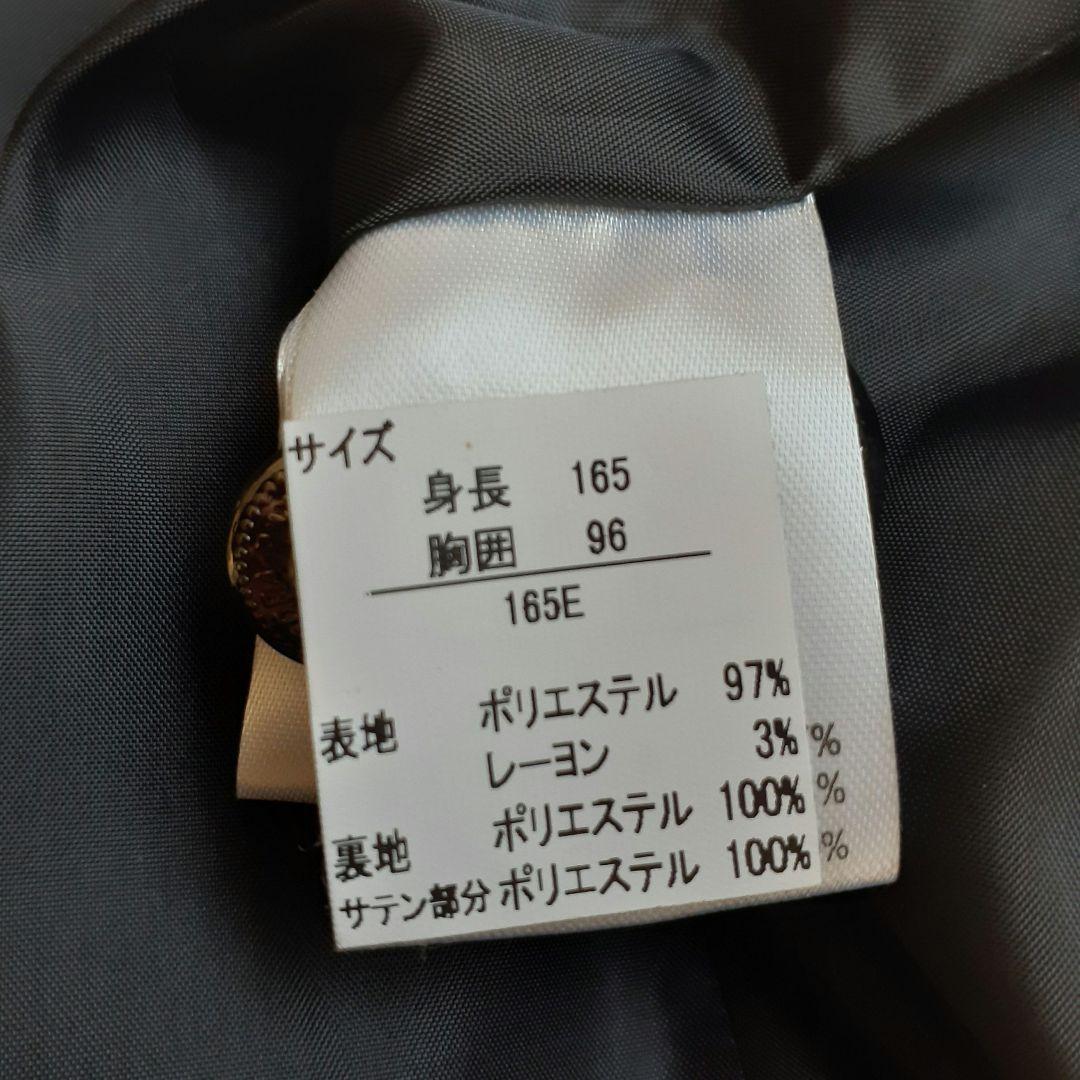 サイズ
身長 165
胸囲 96
165E
表地 ポリエステル 97%
レーヨン 3% %
裏地 ポリエステル 100% %
サテン部分 ポリエステル 100% %